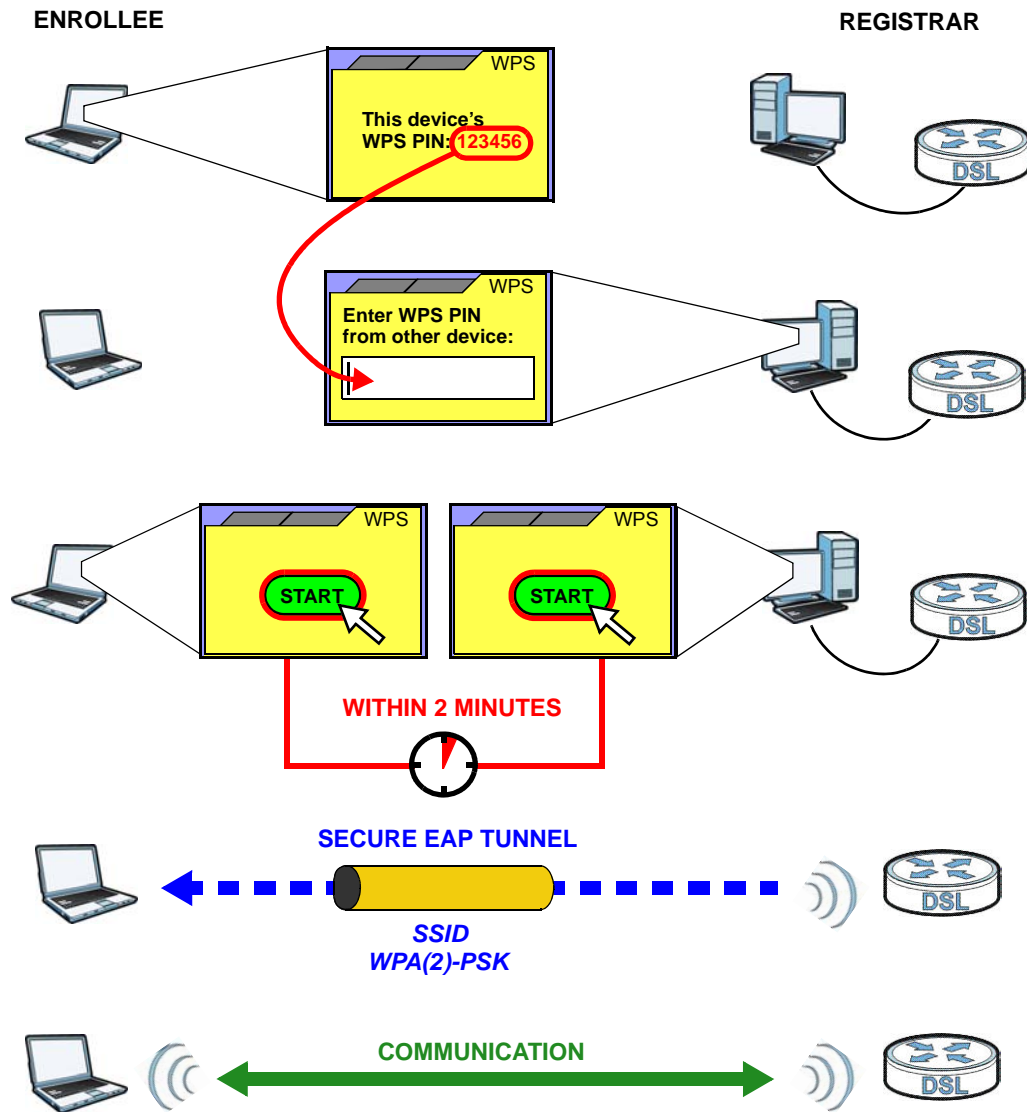 ENROLLEE
REGISTRAR
WPS
This device's
WPS PIN: 123456
DSL
WPS
Enter WPS PIN
from other device:
DSL
WPS
START
WPS
START
DSL
WITHIN 2 MINUTES
SECURE EAP TUNNEL
SSID
WPA(2)-PSK
DSL
COMMUNICATION
DSL